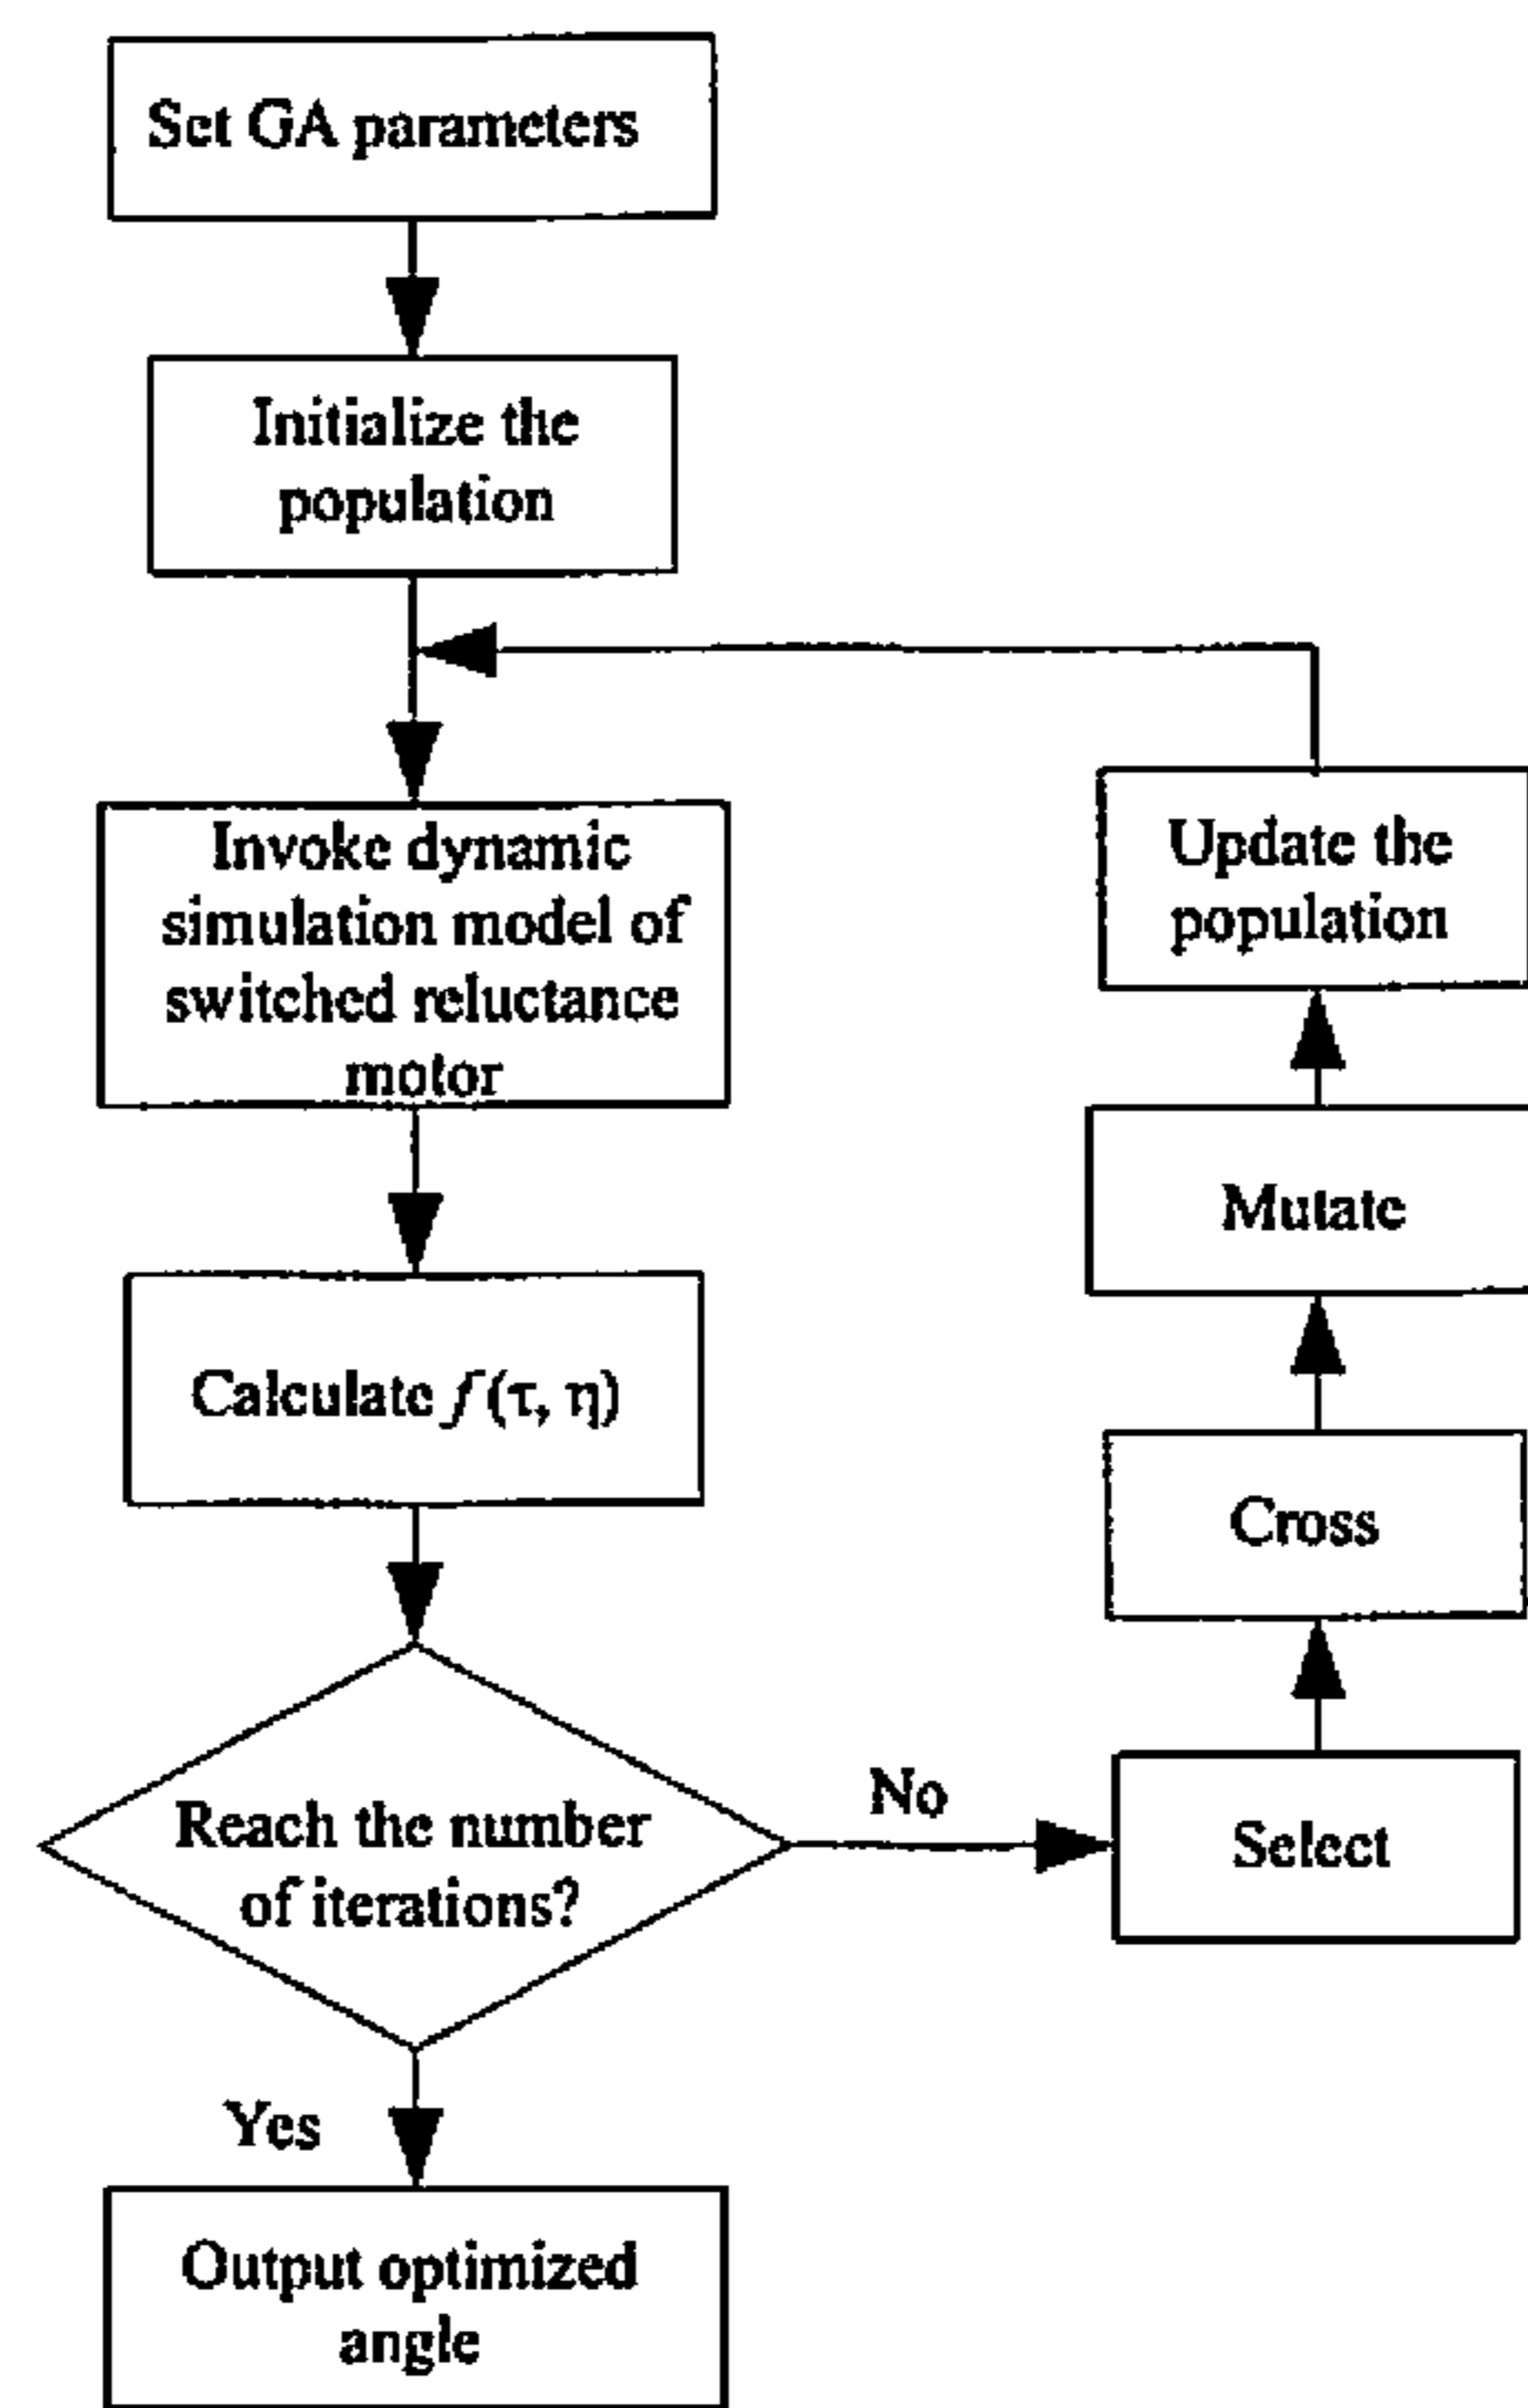 Set GA parameters
Initialize the
population
Invoke dynamic
simulation model of
switched reluctance
motor
Calculate f (τ, η)
Reach the number
of iterations?
Yes
Output optimized
angle
No
Select
Cross
Mutate
Update the
population